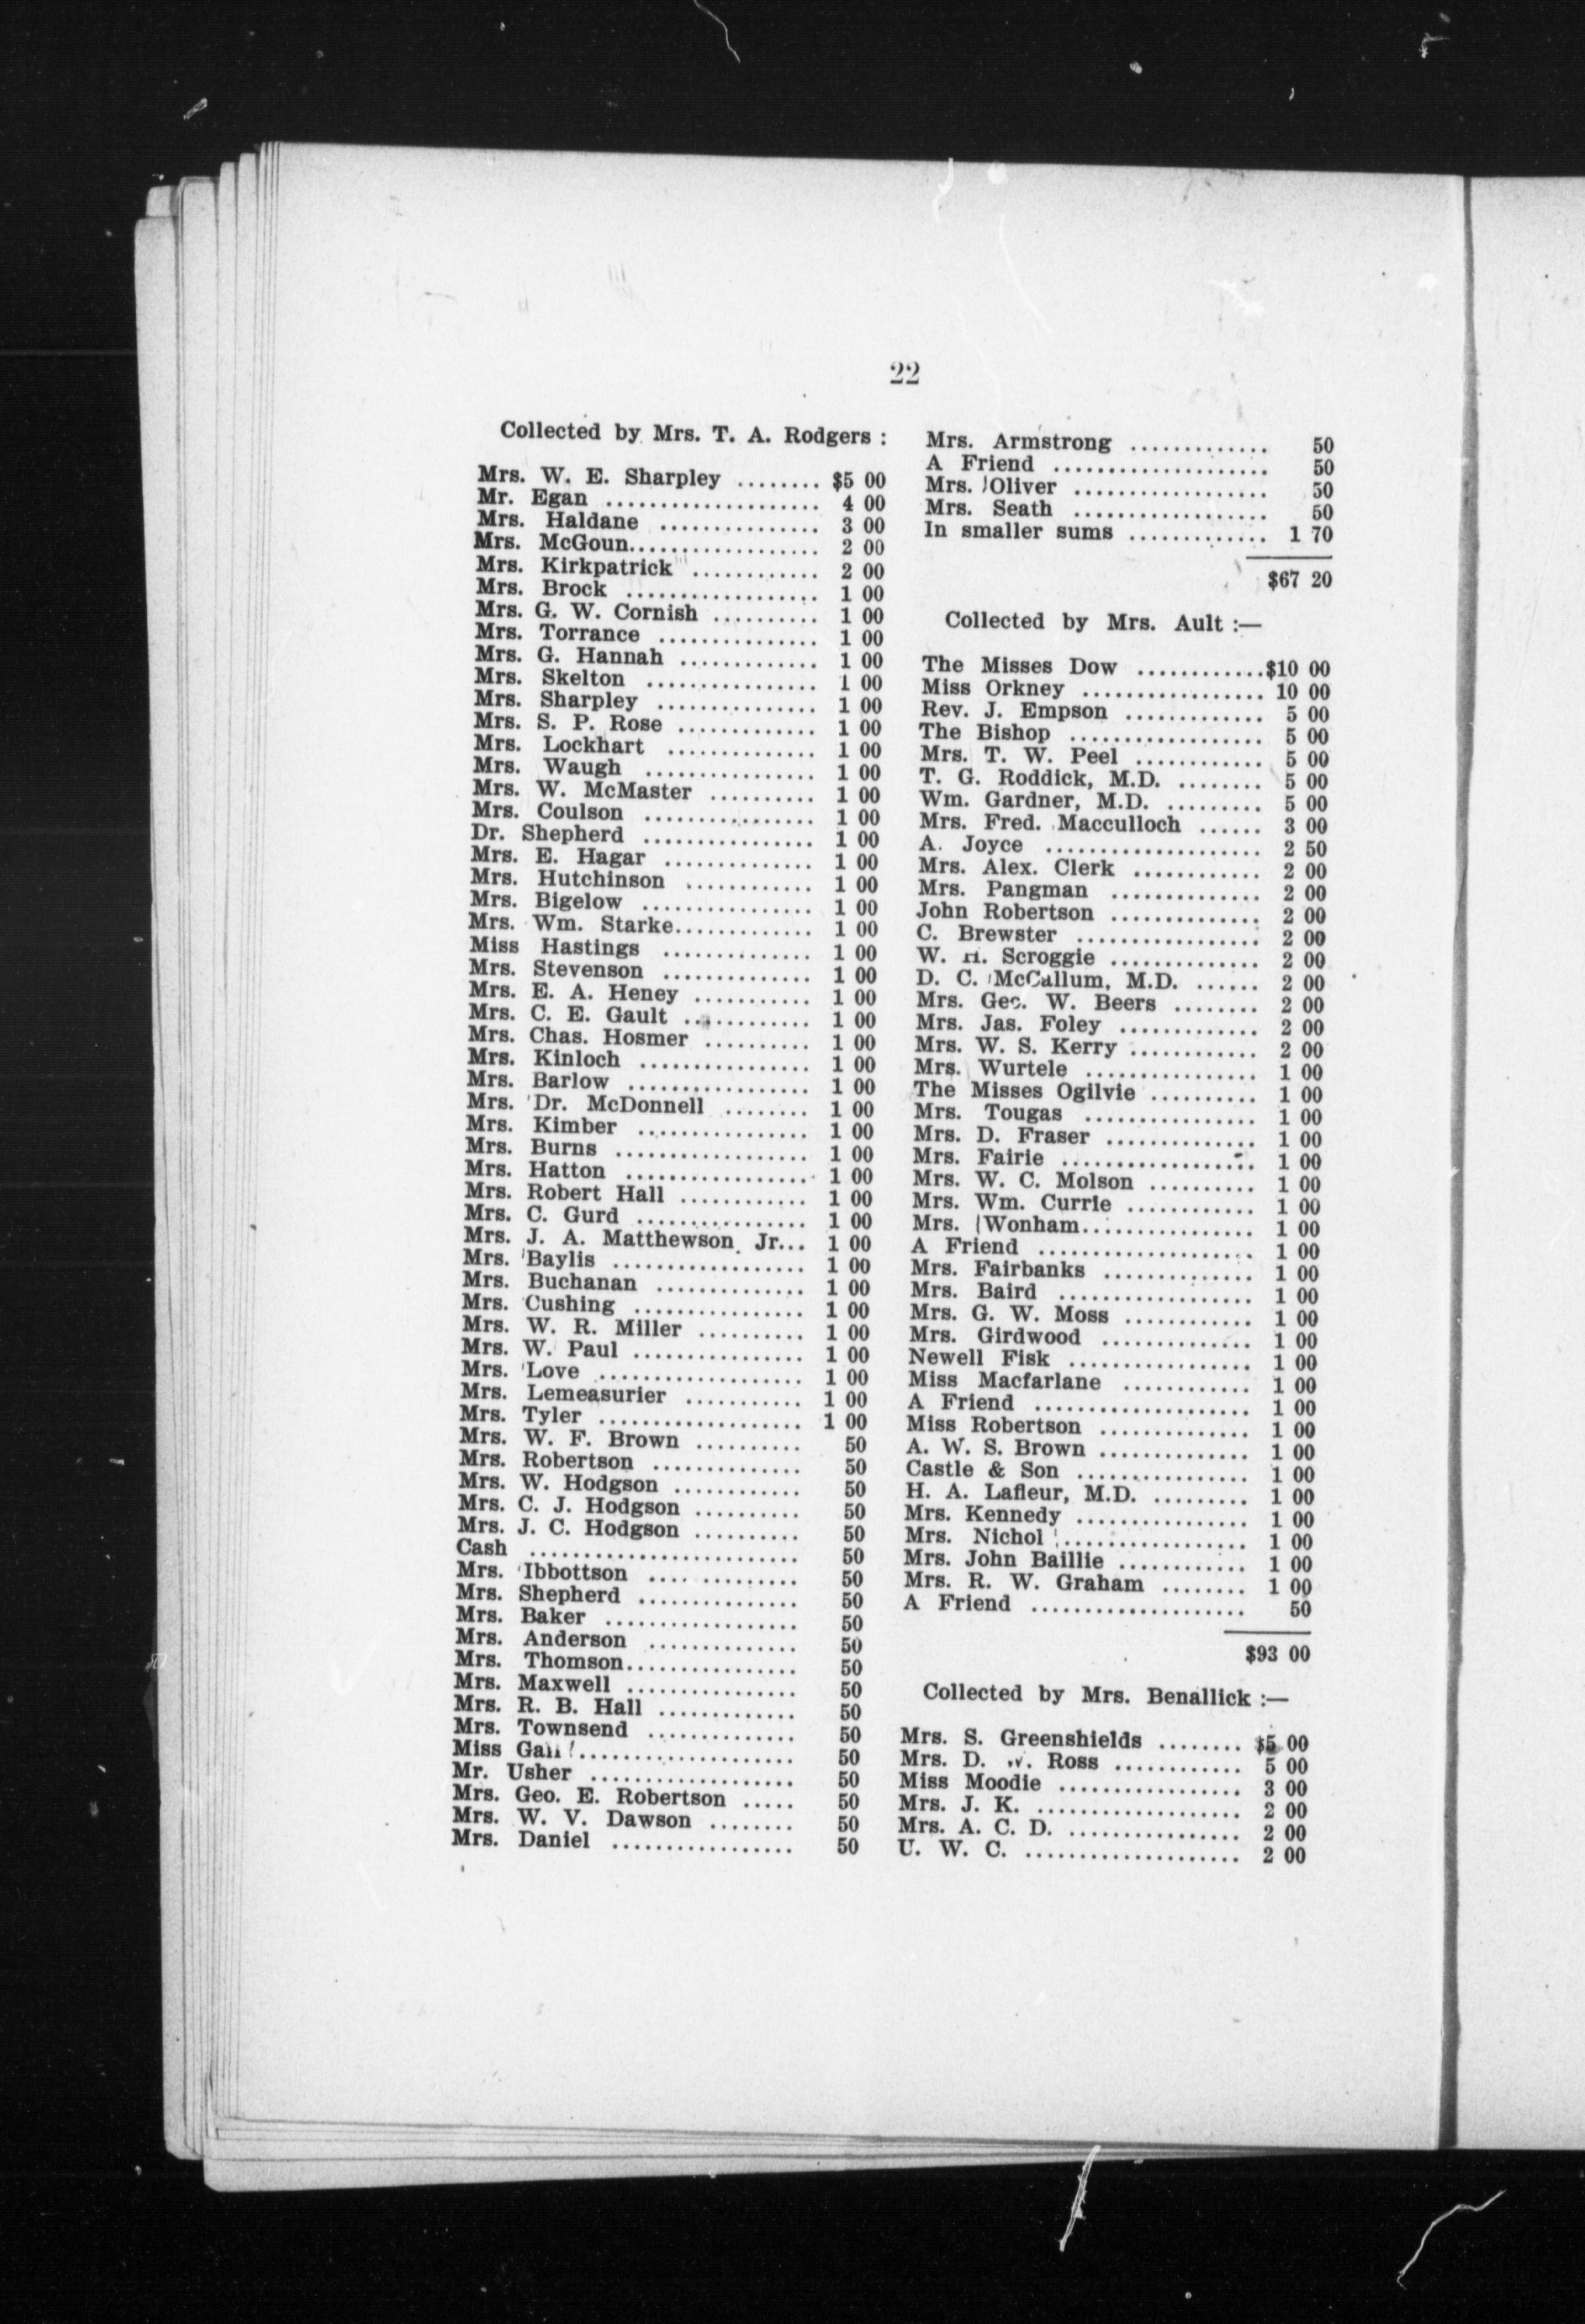 22
Collected by Mrs. T. A. Rodgers :
Mrs. W. E. Sharpley ........ $5 00
Mr. Egan .................... 4 00
Mrs. Haldane ............... 3 00
Mrs. McGoun.................. 2 00
Mrs. Kirkpatrick ............ 2 00
Mrs. Brock .................. 1 00
Mrs. G. W. Cornish .......... 1 00
Mrs. Torrance ............... 1 00
Mrs. G. Hannah ............. 1 00
Mrs. Skelton ................ 1 00
Mrs. Sharpley ............... 1 00
Mrs. S. P. Rose ............. 1 00
Mrs. Lockhart .............. 1 00
Mrs. Waugh ................ 1 00
Mrs. W. McMaster .......... 1 00
Mrs. Coulson ................ 1 00
Dr. Shepherd ................ 1 00
Mrs. E. Hagar .............. 1 00
Mrs. Hutchinson ............ 1 00
Mrs. Bigelow ................ 1 00
Mrs. Wm. Starke............. 1 00
Miss Hastings .............. 1 00
Mrs. Stevenson .............. 1 00
Mrs. E. A. Heney ........... 1 00
Mrs. C. E. Gault ............ 1 00
Mrs. Chas. Hosmer .......... 1 00
Mrs. Kinloch ................ 1 00
Mrs. Barlow ................. 1 00
Mrs. Dr. McDonnell ........ 1 00
Mrs. Kimber ................ 1 00
Mrs. Burns .................. 1 00
Mrs. Hatton ................. 1 00
Mrs. Robert Hall ............ 1 00
Mrs. C. Gurd ................ 1 00
Mrs. J. A. Matthewson Jr... 1 00
Mrs. Baylis .................. 1 00
Mrs. Buchanan .............. 1 00
Mrs. Cushing ................ 1 00
Mrs. W. R. Miller .......... 1 00
Mrs. W. Paul ................ 1 00
Mrs. Love ................... 1 00
Mrs. Lemeasurier ........... 1 00
Mrs. Tyler ................... 1 00
Mrs. W. F. Brown .......... 50
Mrs. Robertson .............. 50
Mrs. W. Hodgson ............ 50
Mrs. C. J. Hodgson .......... 50
Mrs. J. C. Hodgson .......... 50
Cash ......................... 50
Mrs. Ibbottson .............. 50
Mrs. Shepherd ............... 50
Mrs. Baker .................. 50
Mrs. Anderson .............. 50
Mrs. Thomson................ 50
Mrs. Maxwell ................ 50
Mrs. R. B. Hall ............. 50
Mrs. Townsend .............. 50
Miss Gall .................... 50
Mr. Usher ................... 50
Mrs. Geo. E. Robertson ..... 50
Mrs. W. V. Dawson ........ 50
Mrs. Daniel ................. 50
Mrs. Armstrong ............. 50
A Friend .................... 50
Mrs. Oliver .................. 50
Mrs. Seath .................. 50
In smaller sums ............. 1 70
$67 20
Collected by Mrs. Ault :—
The Misses Dow ............$10 00
Miss Orkney ................. 10 00
Rev. J. Empson ............. 5 00
The Bishop .................. 5 00
Mrs. T. W. Peel ............ 5 00
T. G. Roddick, M.D. ........ 5 00
Wm. Gardner, M.D. ......... 5 00
Mrs. Fred. Macculloch ...... 3 00
A. Joyce .................... 2 50
Mrs. Alex. Clerk ............ 2 00
Mrs. Pangman .............. 2 00
John Robertson .............. 2 00
C. Brewster ................. 2 00
W. H. Scroggie .............. 2 00
D. C. McCallum, M.D. ...... 2 00
Mrs. Geo. W. Beers ........ 2 00
Mrs. Jas. Foley ............. 2 00
Mrs. W. S. Kerry ............ 2 00
Mrs. Wurtele ................ 1 00
The Misses Ogilvie .......... 1 00
Mrs. Tougas ................ 1 00
Mrs. D. Fraser .............. 1 00
Mrs. Fairie .................. 1 00
Mrs. W. C. Molson .......... 1 00
Mrs. Wm. Currie ............ 1 00
Mrs. Wonham................ 1 00
A Friend .................... 1 00
Mrs. Fairbanks .............. 1 00
Mrs. Baird .................. 1 00
Mrs. G. W. Moss ............ 1 00
Mrs. Girdwood .............. 1 00
Newell Fisk ................. 1 00
Miss Macfarlane ............ 1 00
A Friend .................... 1 00
Miss Robertson .............. 1 00
A. W. S. Brown .............. 1 00
Castle & Son ................ 1 00
H. A. Lafleur, M.D. ......... 1 00
Mrs. Kennedy ................ 1 00
Mrs. Nichol .................. 1 00
Mrs. John Baillie ............ 1 00
Mrs. R. W. Graham ........ 1 00
A Friend .................... 50
$93 00
Collected by Mrs. Benallick :—
Mrs. S. Greenshields ........ $5 00
Mrs. D. W. Ross ............ 5 00
Miss Moodie ................. 3 00
Mrs. J. K. ................... 2 00
Mrs. A. C. D. ................ 2 00
U. W. C. .................... 2 00